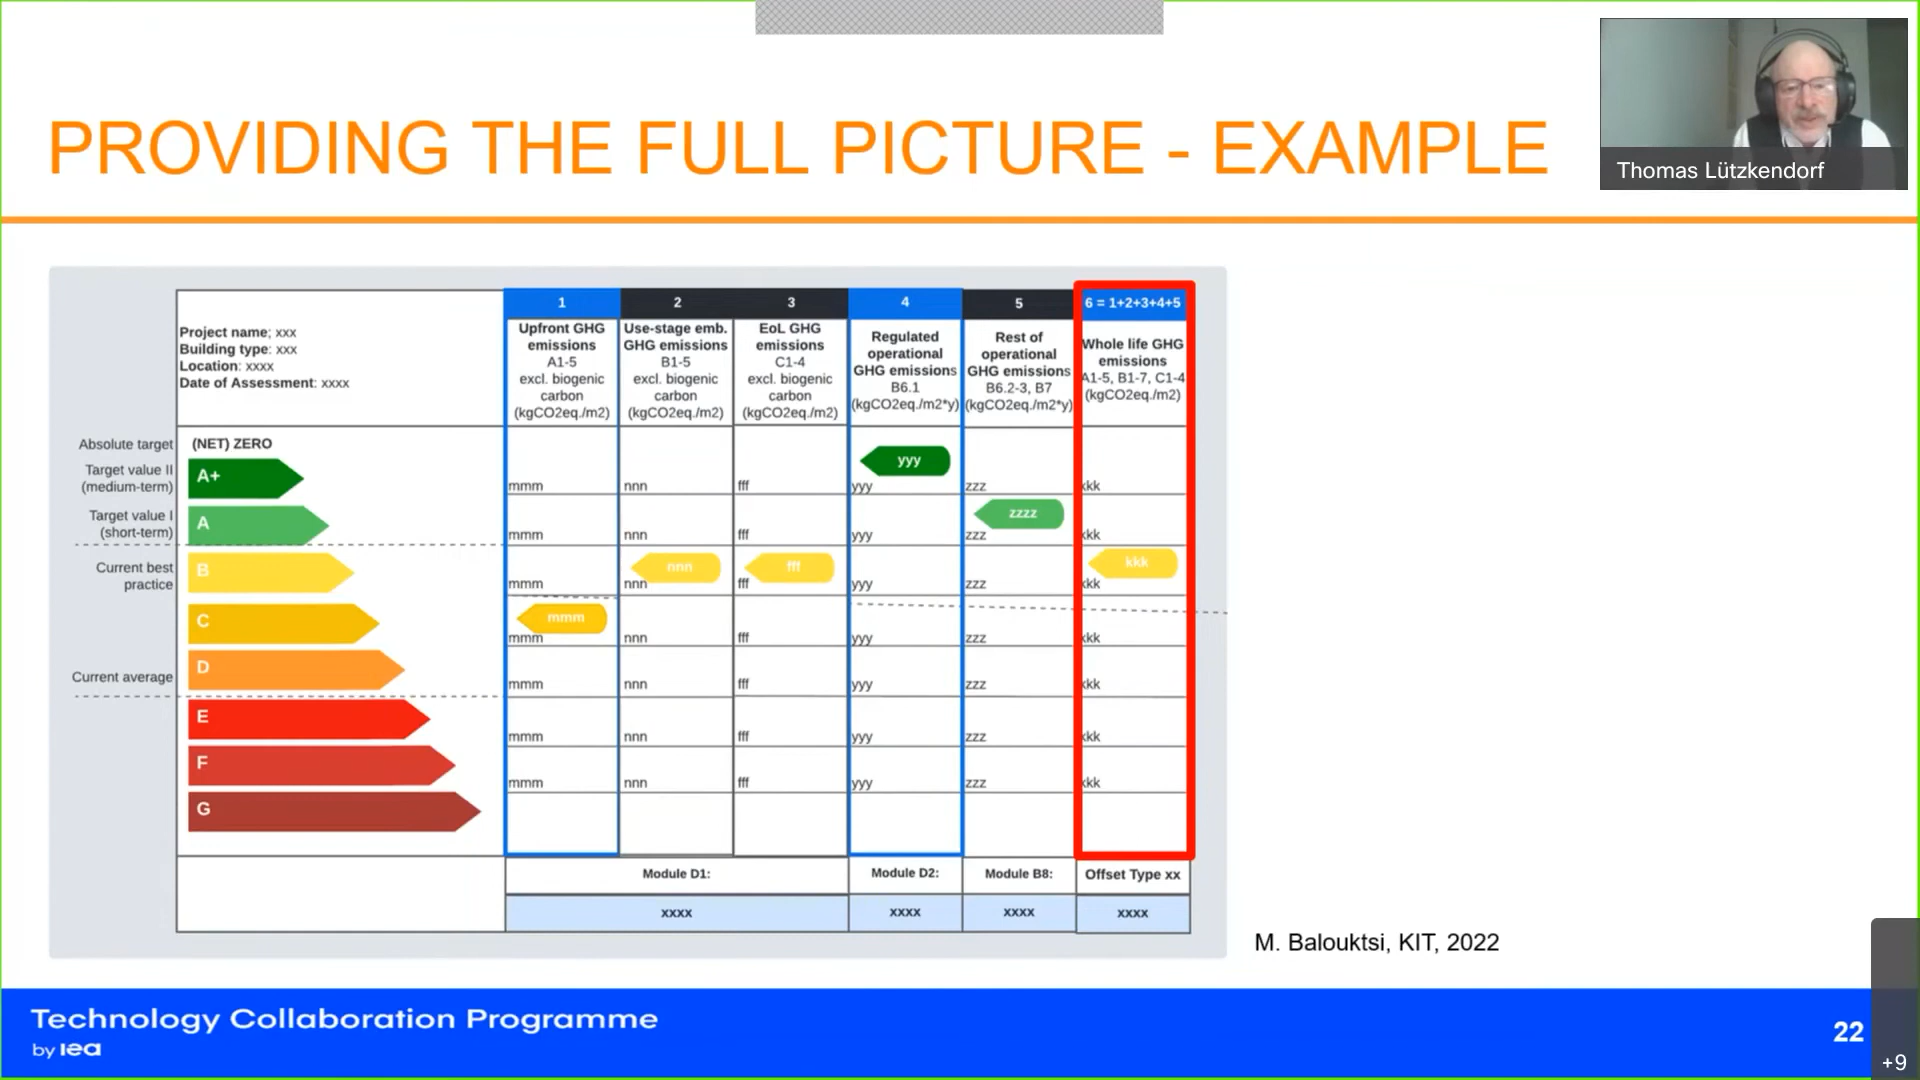 PROVIDING THE FULL PICTURE - EXAMPLE
Thomas Lützkendorf
1
2
3
4
5
6 = 1+2+3+4+5
Project name; xxx
Building type: xxx
Location: xxxx
Date of Assessment: xxxx
Upfront GHG
emissions
A1-5
excl. biogenic
carbon
(kgCO2eq./m2)
Use-stage emb.
GHG emissions
B1-5
excl. biogenic
carbon
(kgCO2eq./m2)
EoL GHG
emissions
C1-4
excl. biogenic
carbon
(kgCO2eq./m2)
Regulated
operational
GHG emissions
B6.1
(kgCO2eq./m2*y)
Rest of
operational
GHG emissions
B6.2-3, B7
(kgCO2eq./m2*y)
Whole life GHG
emissions
A1-5, B1-7, C1-4
(kgCO2eq./m2)
Absolute target
(NET) ZERO
Target value II
(medium-term)
A+
yyy
mmm nnn fff yyy zzz kkk
Target value I
(short-term)
A
zzzz
mmm nnn fff yyy zzz kkk
Current best
practice
B
nnn fff kkk
mmm nnn fff yyy zzz kkk
C
mmm
mmm nnn fff yyy zzz kkk
Current average
D
mmm nnn fff yyy zzz kkk
E
mmm nnn fff yyy zzz kkk
F
mmm nnn fff yyy zzz kkk
G
Module D1: Module D2: Module B8: Offset Type xx
xxxx xxxx xxxx xxxx
M. Balouktsi, KIT, 2022
Technology Collaboration Programme
by iea
22
+9